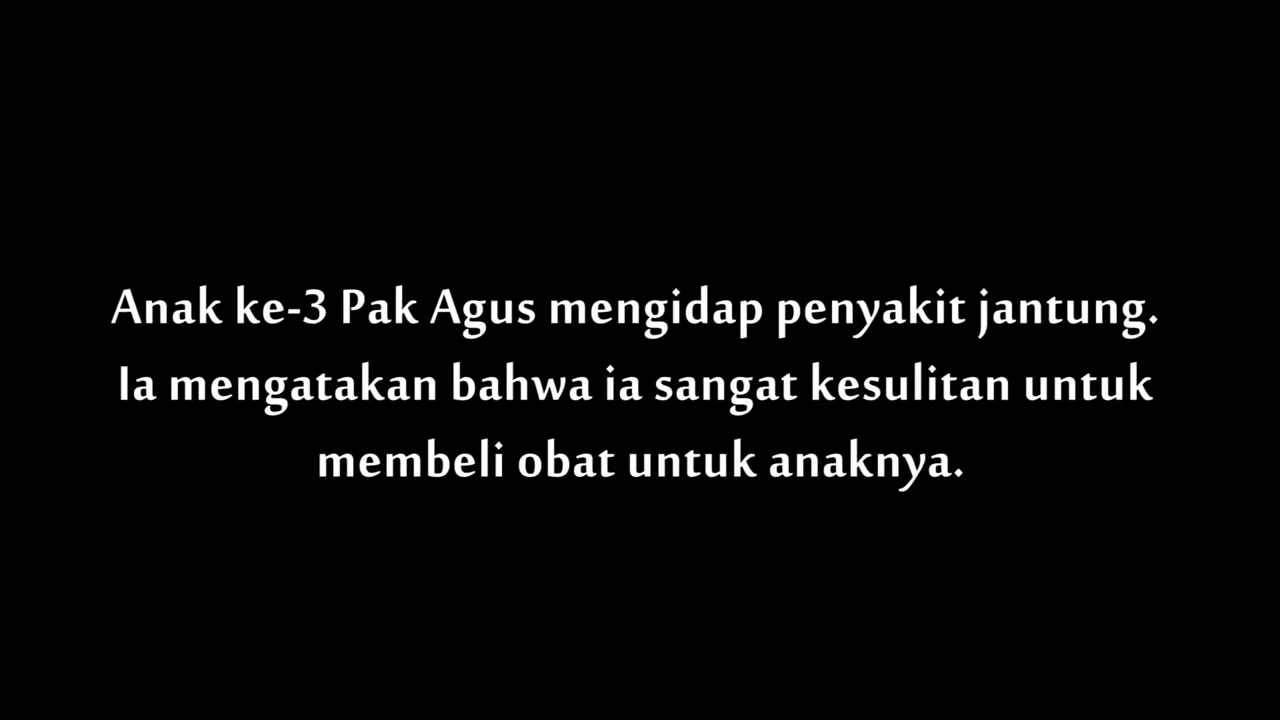 Anak ke-3 Pak Agus mengidap penyakit jantung.
Ia mengatakan bahwa ia sangat kesulitan untuk
membeli obat untuk anaknya.